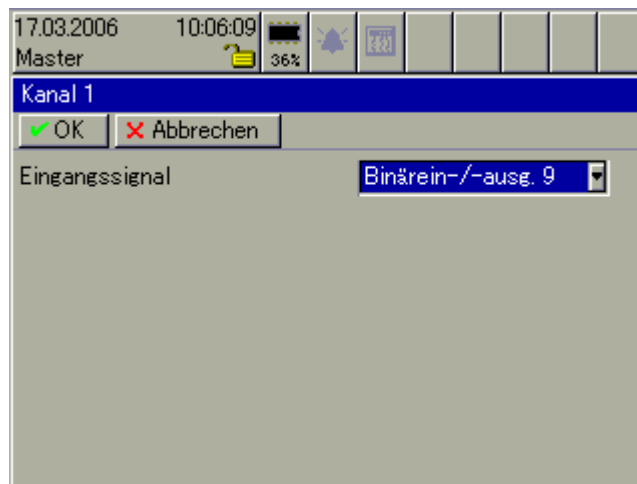 17.03.2006 10:06:09
Master 36%
Kanal 1
OK Abbrechen
Eingangssignal Binärein-/-ausg. 9